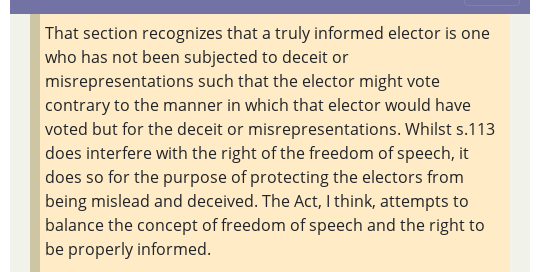 That section recognizes that a truly informed elector is one
who has not been subjected to deceit or
misrepresentations such that the elector might vote
contrary to the manner in which that elector would have
voted but for the deceit or misrepresentations. Whilst s.113
does interfere with the right of the freedom of speech, it
does so for the purpose of protecting the electors from
being mislead and deceived. The Act, I think, attempts to
balance the concept of freedom of speech and the right to
be properly informed.